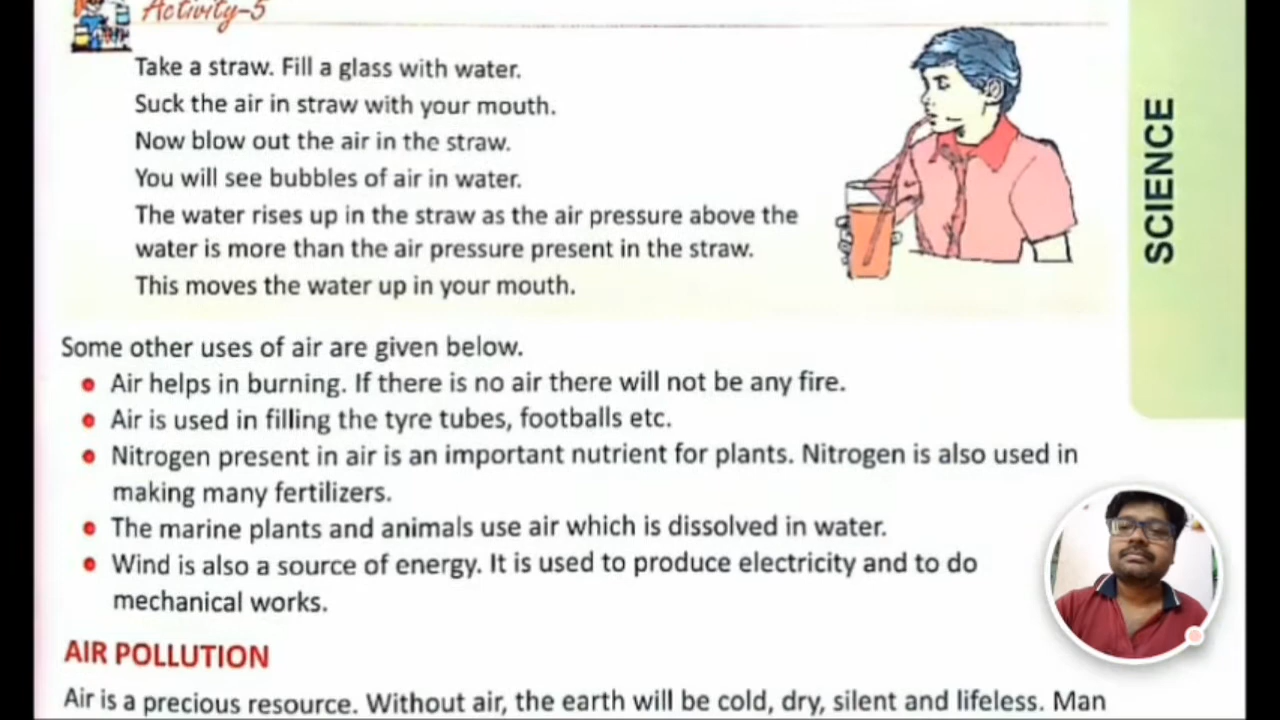 Activity-5
Take a straw. Fill a glass with water.
Suck the air in straw with your mouth.
Now blow out the air in the straw.
You will see bubbles of air in water.
The water rises up in the straw as the air pressure above the
water is more than the air pressure present in the straw.
This moves the water up in your mouth.
SCIENCE
Some other uses of air are given below.
• Air helps in burning. If there is no air there will not be any fire.
• Air is used in filling the tyre tubes, footballs etc.
• Nitrogen present in air is an important nutrient for plants. Nitrogen is also used in
making many fertilizers.
• The marine plants and animals use air which is dissolved in water.
• Wind is also a source of energy. It is used to produce electricity and to do
mechanical works.
AIR POLLUTION
Air is a precious resource. Without air, the earth will be cold, dry, silent and lifeless. Man